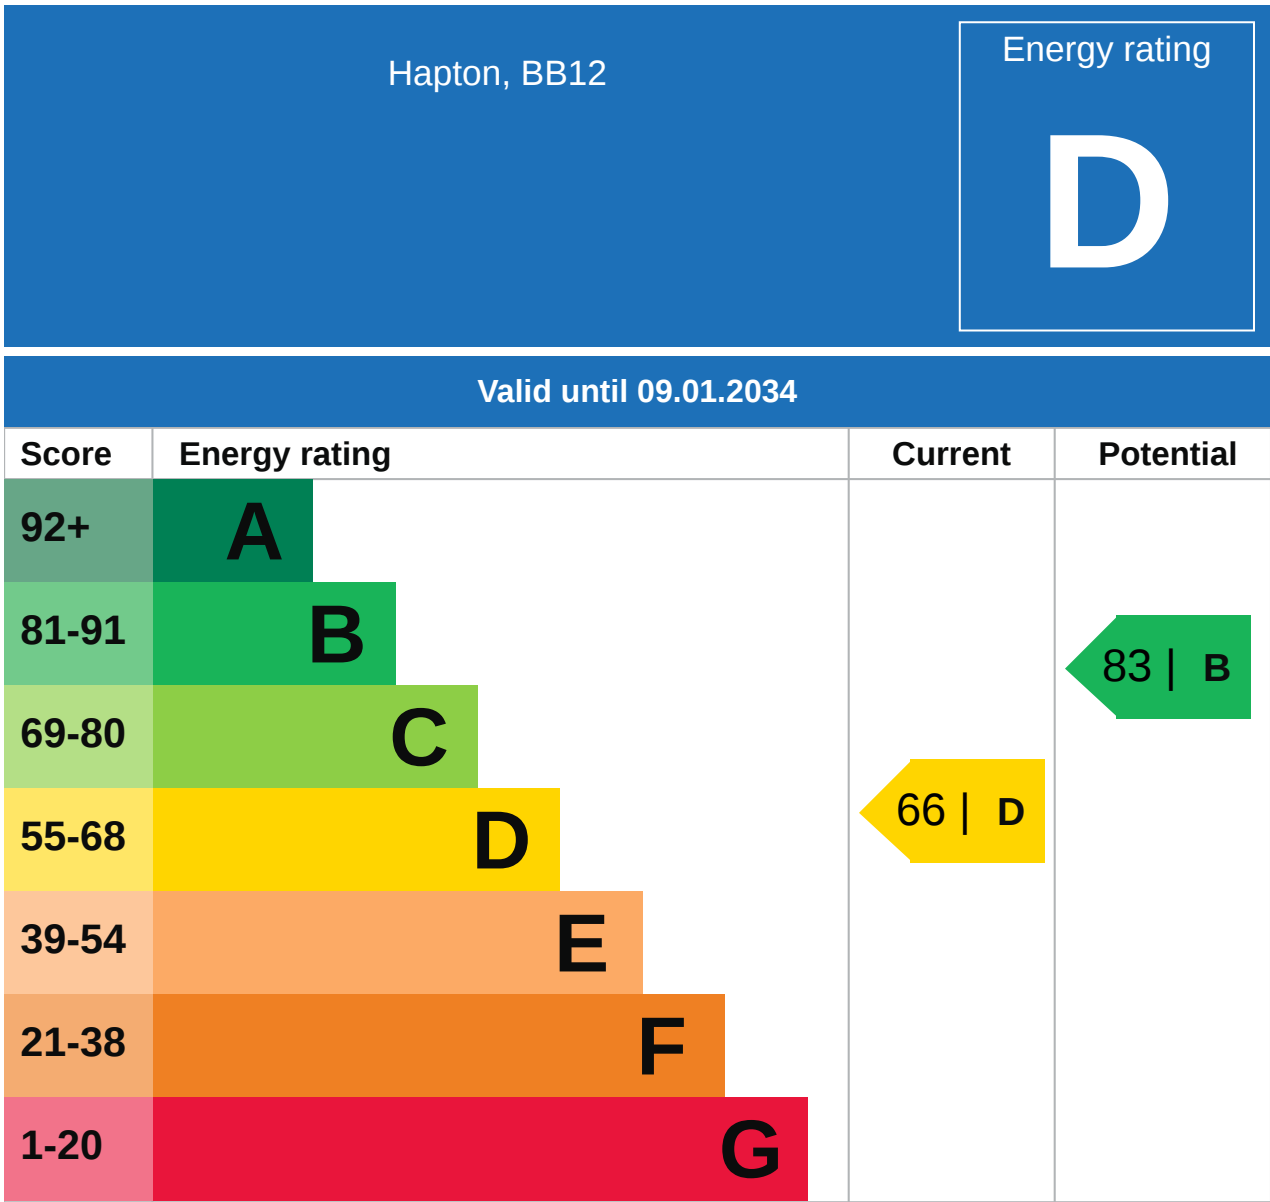 Hapton, BB12
Energy rating
D
Valid until 09.01.2034
Score Energy rating Current Potential
92+ A
81-91 B
83 | B
69-80 C
55-68 D
66 | D
39-54 E
21-38 F
1-20 G